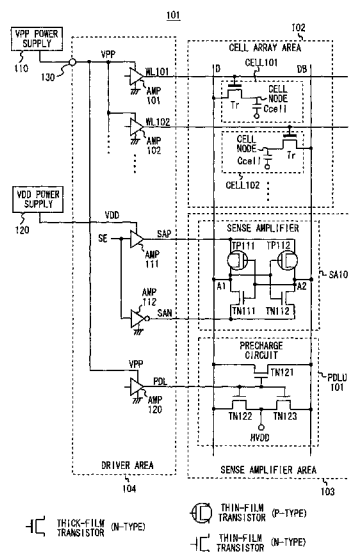 101
VPP POWER SUPPLY
110
130
VPP
102
CELL ARRAY AREA
D CELL101 DB
WL101
AMP 101
CELL NODE
Tr Ccell
WL102
AMP 102
CELL NODE
Ccell Tr
CELL102
VDD POWER SUPPLY
120
VDD
SE
SAP
AMP 111
AMP 112
SAN
SENSE AMPLIFIER
TP111 TP112
A1 A2
TN111 TN112
SA10
VPP
PDL
AMP 120
PRECHARGE CIRCUIT
TN121
TN122 TN123
HVDD
PDLU 101
DRIVER AREA
104
SENSE AMPLIFIER AREA
103
THICK-FILM TRANSISTOR (N-TYPE)
THIN-FILM TRANSISTOR (P-TYPE)
THIN-FILM TRANSISTOR (N-TYPE)